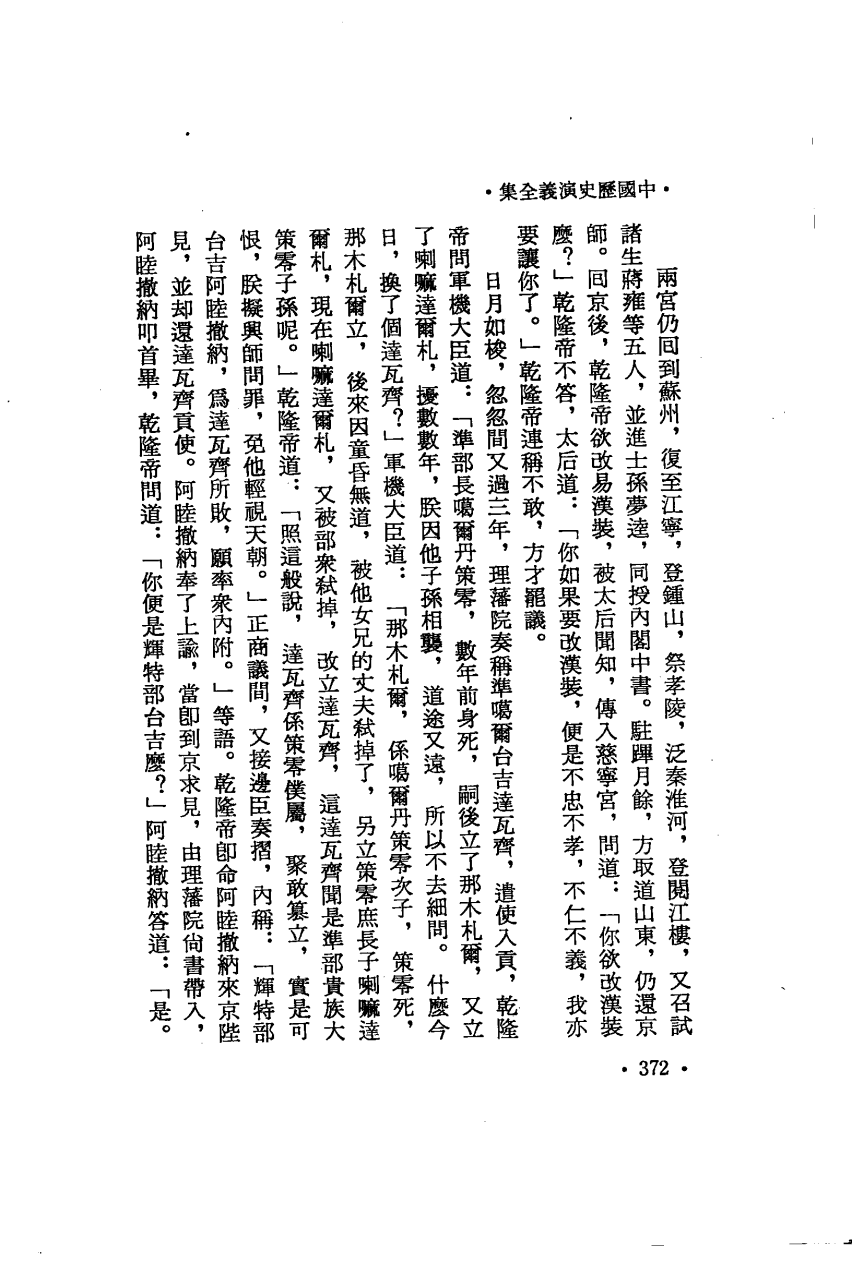 ·中國歷史演義全集·
兩宮仍囘到蘇州，復至江寧，登鍾山，祭孝陵，泛秦淮河，登閱江樓，又召試
諸生蔣雍等五人，並進士孫夢逵，同授內閣中書。駐蹕月餘，方取道山東，仍還京
師。囘京後，乾隆帝欲改易漢裝，被太后聞知，傳入慈寧宮，問道：「你欲改漢裝
麼？」乾隆帝不答，太后道：「你如果要改漢裝，便是不忠不孝，不仁不義，我亦
要讓你了。」乾隆帝連稱不敢，方才罷議。
日月如梭，忽忽間又過三年，理藩院奏稱準噶爾台吉達瓦齊，遣使入貢，乾隆
帝問軍機大臣道：「準部長噶爾丹策零，數年前身死，嗣後立了那木札爾，又立
了喇嘛達爾札，擾數數年，朕因他子孫相襲，道途又遠，所以不去細問。什麼今
日，換了個達瓦齊？」軍機大臣道：「那木札爾，係噶爾丹策零次子，策零死，
那木札爾立，後來因童昏無道，被他女兄的丈夫弒掉了，另立策零庶長子喇嘛達
爾札，現在喇嘛達爾札，又被部衆弒掉，改立達瓦齊，這達瓦齊聞是準部貴族大
策零子孫呢。」乾隆帝道：「照這般說，達瓦齊係策零僕屬，聚敢篡立，實是可
恨，朕擬興師問罪，免他輕視天朝。」正商議間，又接邊臣奏摺，內稱：「輝特部
台吉阿睦撤納，爲達瓦齊所敗，願率衆內附。」等語。乾隆帝卽命阿睦撤納來京陛
見，並却還達瓦齊貢使。阿睦撤納奉了上諭，當卽到京求見，由理藩院尙書帶入，
阿睦撤納叩首畢，乾隆帝問道：「你便是輝特部台吉麼？」阿睦撤納答道：「是。
·372·